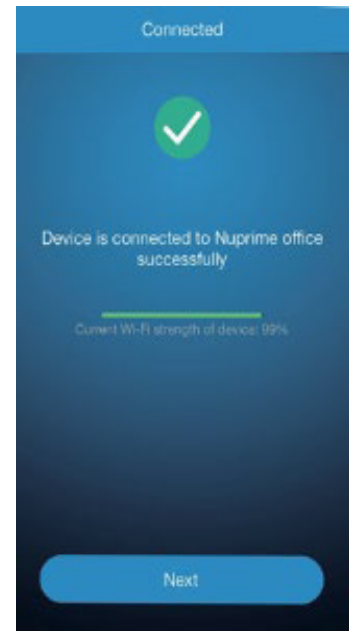 Connected
Device is connected to Nuprime office
successfully
Current Wi-Fi strength of device: 99%
Next